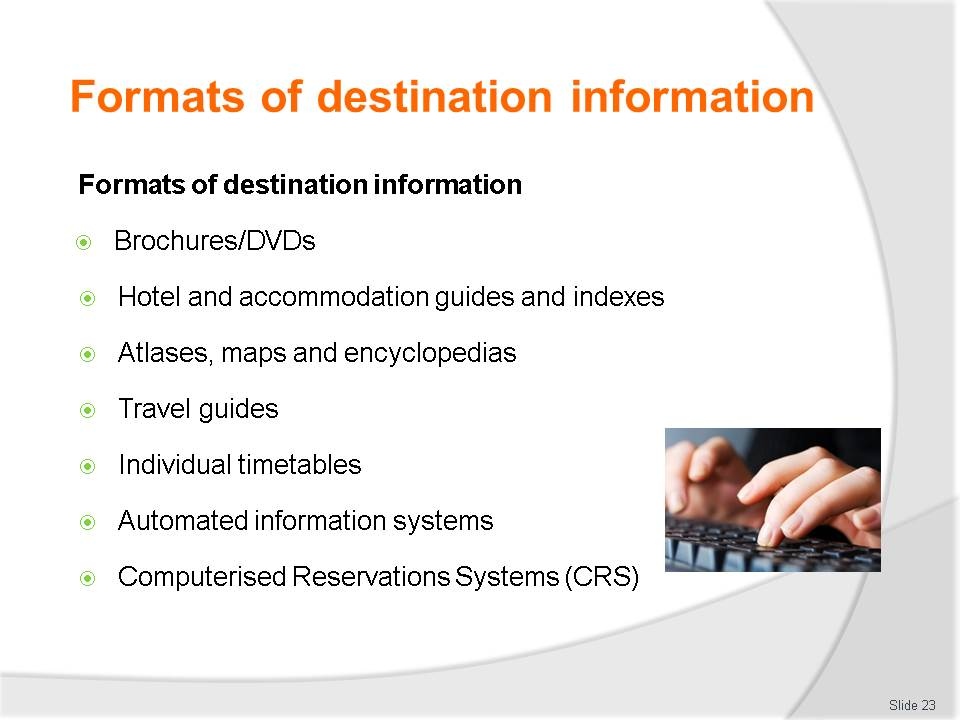 Formats of destination information
Formats of destination information
Brochures/DVDs
Hotel and accommodation guides and indexes
Atlases, maps and encyclopedias
Travel guides
Individual timetables
Automated information systems
Computerised Reservations Systems (CRS)
Slide 23